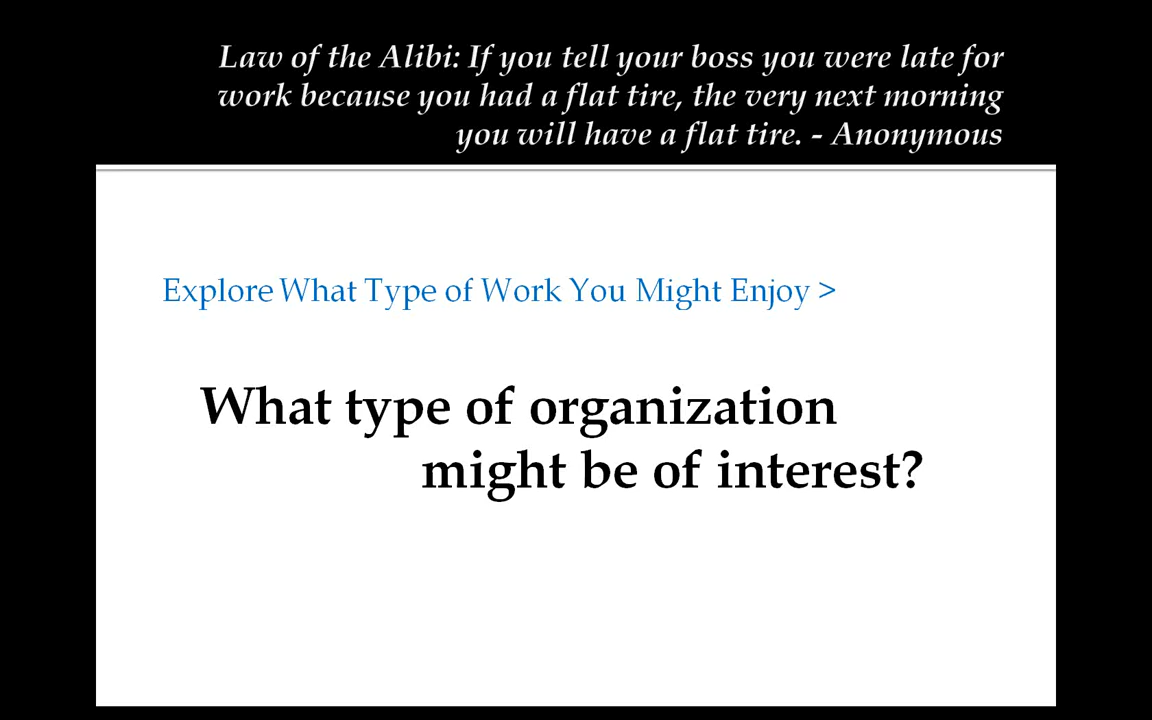 Law of the Alibi: If you tell your boss you were late for
work because you had a flat tire, the very next morning
you will have a flat tire. - Anonymous
Explore What Type of Work You Might Enjoy >
What type of organization
might be of interest?